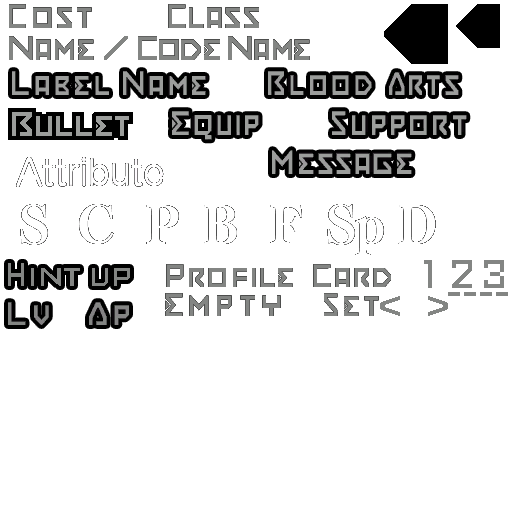 Cost Class
Name / Code Name
Label Name Blood Arts
Bullet Equip Support
Message
Attribute
S C P B F Sp D
Hint up Profile Card 1 2 3
Lv Ap Empty Set < >